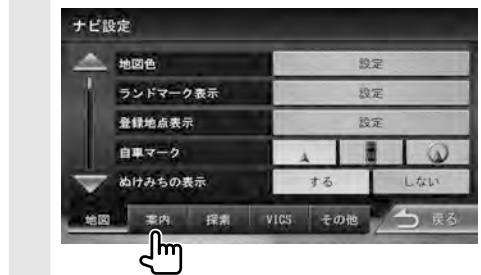 ナビ設定
地図色 設定
ランドマーク表示 設定
登録地点表示 設定
自車マーク
ぬけみちの表示 する しない
地図 案内 探索 VICS その他 戻る